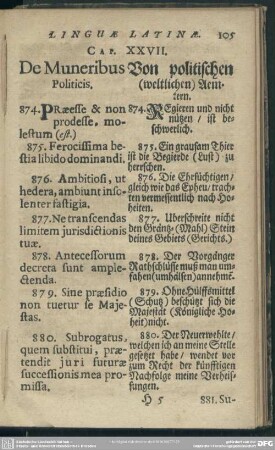 LINGUÆ LATINÆ. 105
CAP. XXVII.
De Muneribus
Politicis.
874. PRæesse & non
prodesse, mo-
lestum (est.)
875. Ferocissima be-
stia libido dominandi.
876. Ambitiosi, ut
hedera, ambiunt inso-
lenter fastigia.
877. Ne transcendas
limitem jurisdictionis
tuæ.
878. Antecessorum
decreta sunt ample-
ctenda.
879. Sine præsidio
non tuetur se Maje-
stas.
880. Subrogatus,
quem substitui, præ-
tendit juri futuræ
successionis mea pro-
missa.
Von politischen
(weltlichen) Aem-
tern.
874. REgieren und nicht
nützen / ist be-
schwerlich.
875. Ein grausam Thier
ist die Begierde (Lust) zu
herrschen.
876. Die Ehrsüchtigen /
gleich wie das Epheu / trach-
ten vermessentlich nach Ho-
heiten.
877. Uberschreite nicht
den Gräntz- (Mahl) Stein
deines Gebiets (Gerichts.)
878. Der Vorgänger
Rathschlüsse muß man um-
fahen (umhälsen) annehmē.
879. Ohne Hülffsmittel
(Schutz) beschützt sich die
Majestät (Königliche Ho-
heit) nicht.
880. Der Neuerwehlte /
welchen ich an meine Stelle
gesetzet habe / wendet vor
zum Recht der künfftigen
Nachfolge meine Verheis-
sungen.
H 5 881. Su-